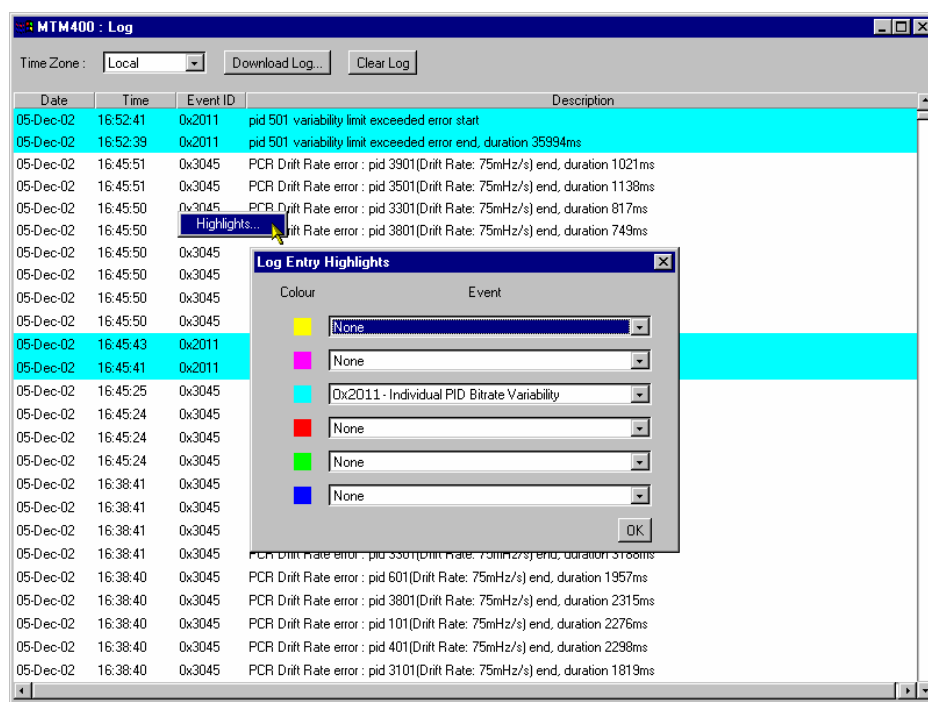 MTM400 : Log
Time Zone : Local Download Log... Clear Log
Date Time Event ID Description
05-Dec-02 16:52:41 0x2011 pid 501 variability limit exceeded error start
05-Dec-02 16:52:39 0x2011 pid 501 variability limit exceeded error end, duration 35994ms
05-Dec-02 16:45:51 0x3045 PCR Drift Rate error : pid 3901(Drift Rate: 75mHz/s) end, duration 1021ms
05-Dec-02 16:45:51 0x3045 PCR Drift Rate error : pid 3501(Drift Rate: 75mHz/s) end, duration 1138ms
05-Dec-02 16:45:50 0x3045 PCR Drift Rate error : pid 3301(Drift Rate: 75mHz/s) end, duration 817ms
Highlights...
05-Dec-02 16:45:50 rift Rate error : pid 3801(Drift Rate: 75mHz/s) end, duration 749ms
05-Dec-02 16:45:50 0x3045
05-Dec-02 16:45:50 0x3045
05-Dec-02 16:45:50 0x3045
05-Dec-02 16:45:50 0x3045
05-Dec-02 16:45:43 0x2011
05-Dec-02 16:45:41 0x2011
05-Dec-02 16:45:25 0x3045
05-Dec-02 16:45:24 0x3045
05-Dec-02 16:45:24 0x3045
05-Dec-02 16:45:24 0x3045
05-Dec-02 16:38:41 0x3045
05-Dec-02 16:38:41 0x3045
05-Dec-02 16:38:41 0x3045
Log Entry Highlights
Colour Event
None
None
0x2011 - Individual PID Bitrate Variability
None
None
None
OK
05-Dec-02 16:38:41 0x3045 PCR Drift Rate error : pid 3301(Drift Rate: 75mHz/s) end, duration 3188ms
05-Dec-02 16:38:40 0x3045 PCR Drift Rate error : pid 601(Drift Rate: 75mHz/s) end, duration 1957ms
05-Dec-02 16:38:40 0x3045 PCR Drift Rate error : pid 3801(Drift Rate: 75mHz/s) end, duration 2315ms
05-Dec-02 16:38:40 0x3045 PCR Drift Rate error : pid 101(Drift Rate: 75mHz/s) end, duration 2276ms
05-Dec-02 16:38:40 0x3045 PCR Drift Rate error : pid 401(Drift Rate: 75mHz/s) end, duration 2298ms
05-Dec-02 16:38:40 0x3045 PCR Drift Rate error : pid 3101(Drift Rate: 75mHz/s) end, duration 1819ms